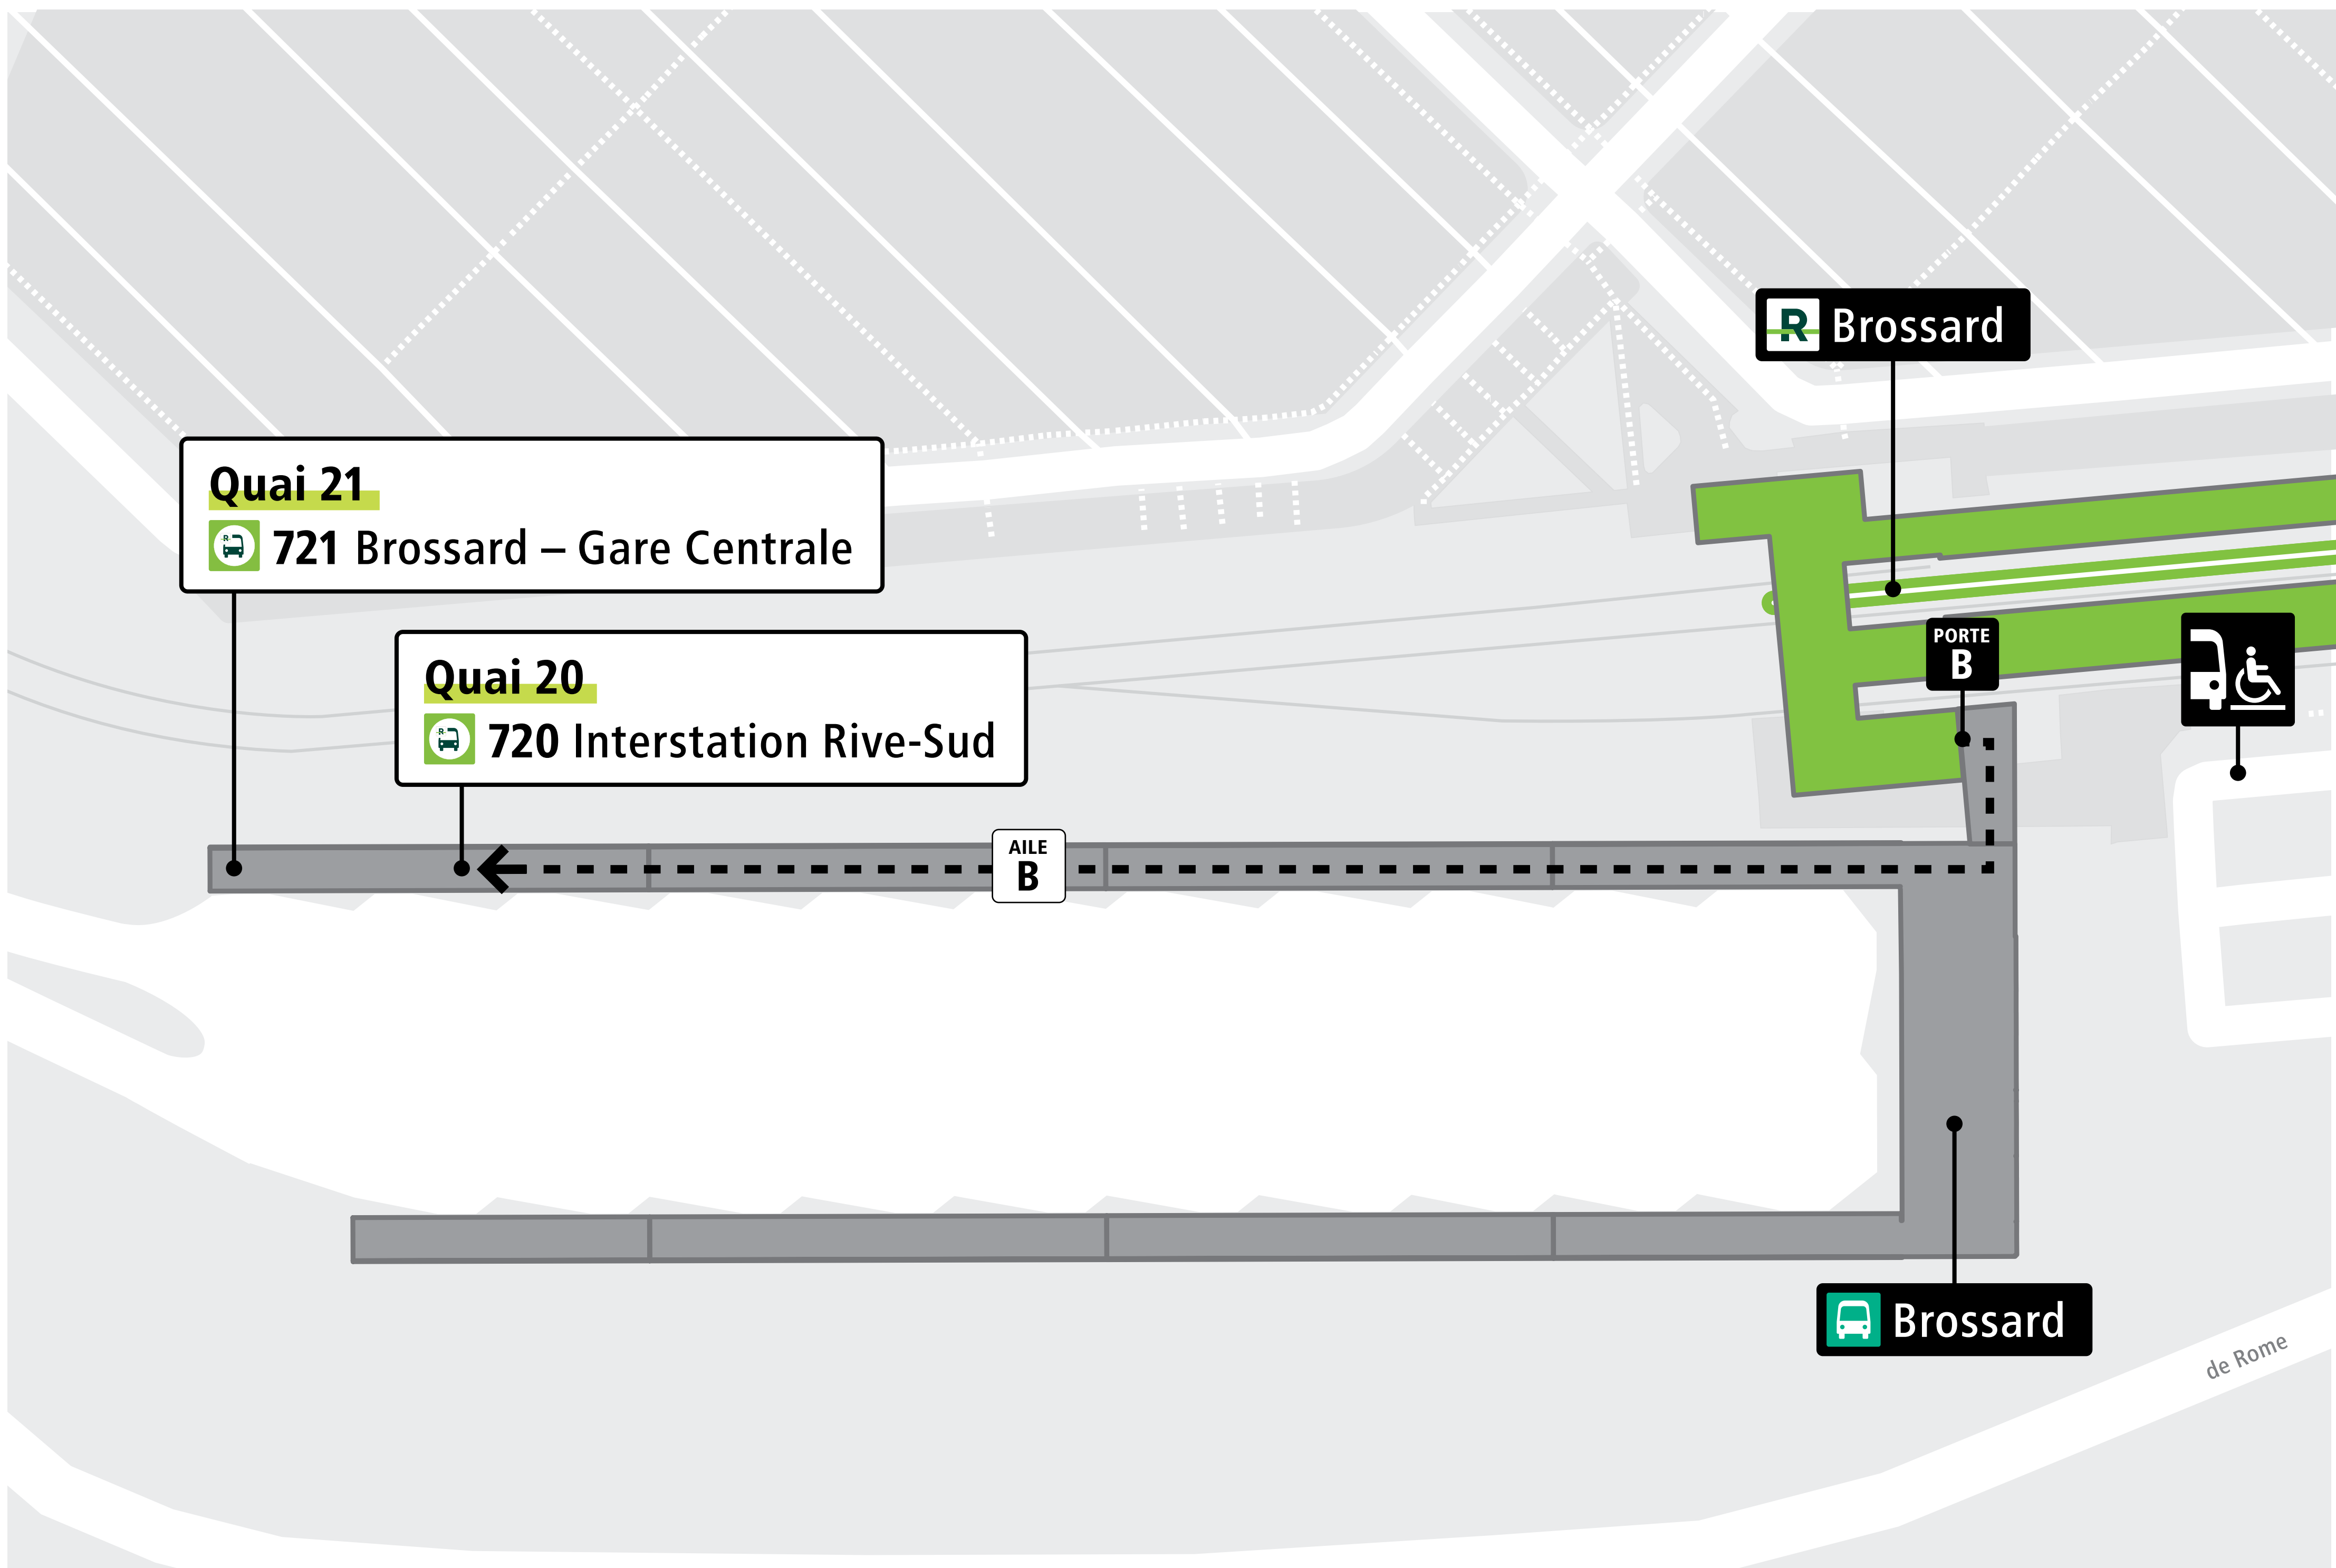 R Brossard
Quai 21
721 Brossard – Gare Centrale
PORTE
B
Quai 20
720 Interstation Rive-Sud
AILE
B
Brossard
de Rome